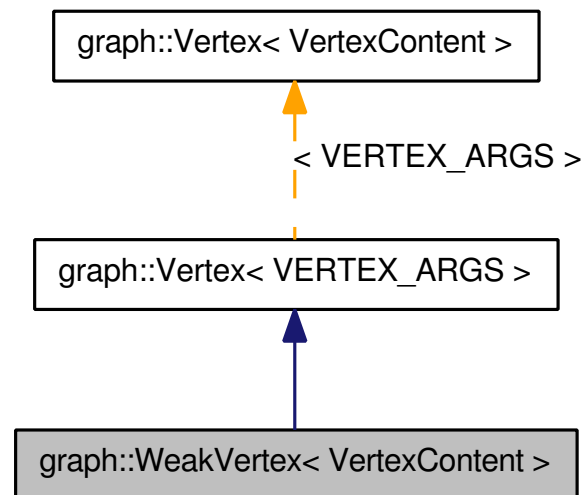 graph::Vertex< VertexContent >
< VERTEX_ARGS >
graph::Vertex< VERTEX_ARGS >
graph::WeakVertex< VertexContent >